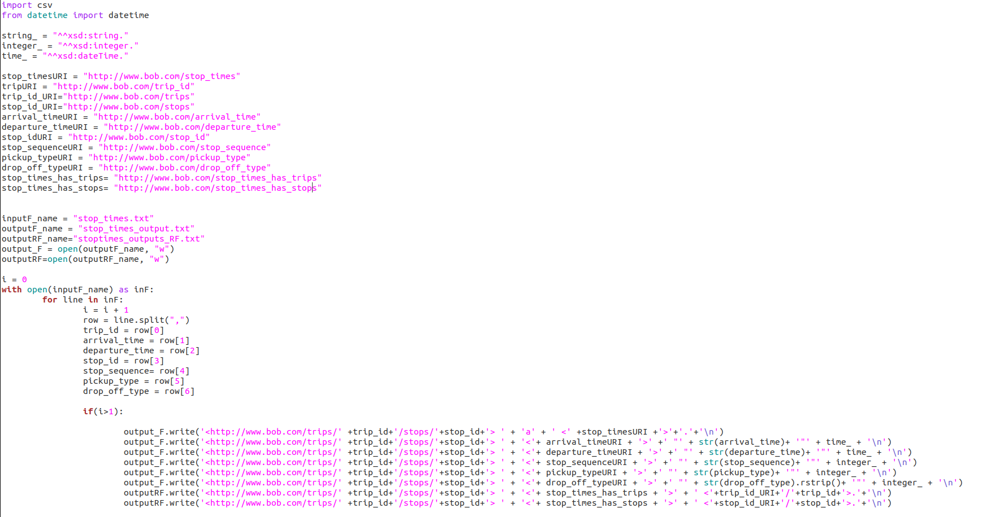 import csv
from datetime import datetime

string_ = "^^xsd:string."
integer_ = "^^xsd:integer."
time_ = "^^xsd:dateTime."

stop_timesURI = "http://www.bob.com/stop_times"
tripURI = "http://www.bob.com/trip_id"
trip_id_URI="http://www.bob.com/trips"
stop_id_URI="http://www.bob.com/stops"
arrival_timeURI = "http://www.bob.com/arrival_time"
departure_timeURI = "http://www.bob.com/departure_time"
stop_idURI = "http://www.bob.com/stop_id"
stop_sequenceURI = "http://www.bob.com/stop_sequence"
pickup_typeURI = "http://www.bob.com/pickup_type"
drop_off_typeURI = "http://www.bob.com/drop_off_type"
stop_times_has_trips= "http://www.bob.com/stop_times_has_trips"
stop_times_has_stops= "http://www.bob.com/stop_times_has_stops"


inputF_name = "stop_times.txt"
outputF_name = "stop_times_output.txt"
outputRF_name="stoptimes_outputs_RF.txt"
output_F = open(outputF_name, "w")
outputRF=open(outputRF_name, "w")

i = 0
with open(inputF_name) as inF:
        for line in inF:
                i = i + 1
                row = line.split(",")
                trip_id = row[0]
                arrival_time = row[1]
                departure_time = row[2]
                stop_id = row[3]
                stop_sequence= row[4]
                pickup_type = row[5]
                drop_off_type = row[6]

                if(i>1):

                        output_F.write('<http://www.bob.com/trips/' +trip_id+'/stops/'+stop_id+'> ' + 'a' + ' <' +stop_timesURI +'>'+'.'+'\n')
                        output_F.write('<http://www.bob.com/trips/' +trip_id+'/stops/'+stop_id+'> ' + '<'+ arrival_timeURI + '>' +' "' + str(arrival_time)+ '"' + time_ + '\n')
                        output_F.write('<http://www.bob.com/trips/' +trip_id+'/stops/'+stop_id+'> ' + '<'+ departure_timeURI + '>' +' "' + str(departure_time)+ '"' + time_ + '\n')
                        output_F.write('<http://www.bob.com/trips/' +trip_id+'/stops/'+stop_id+'> ' + '<'+ stop_sequenceURI + '>' +' "' + str(stop_sequence)+ '"' + integer_ + '\n')
                        output_F.write('<http://www.bob.com/trips/' +trip_id+'/stops/'+stop_id+'> ' + '<'+ pickup_typeURI + '>' +' "' + str(pickup_type)+ '"' + integer_ + '\n')
                        output_F.write('<http://www.bob.com/trips/' +trip_id+'/stops/'+stop_id+'> ' + '<'+ drop_off_typeURI + '>' +' "' + str(drop_off_type).rstrip()+ '"' + integer_ + '\n')
                        outputRF.write('<http://www.bob.com/trips/' +trip_id+'/stops/'+stop_id+'> ' + '<'+ stop_times_has_trips + '>' + ' <'+trip_id_URI+'/'+trip_id+'>.'+'\n')
                        outputRF.write('<http://www.bob.com/trips/' +trip_id+'/stops/'+stop_id+'> ' + '<'+ stop_times_has_stops + '>' + ' <'+stop_id_URI+'/'+stop_id+'>.'+'\n')